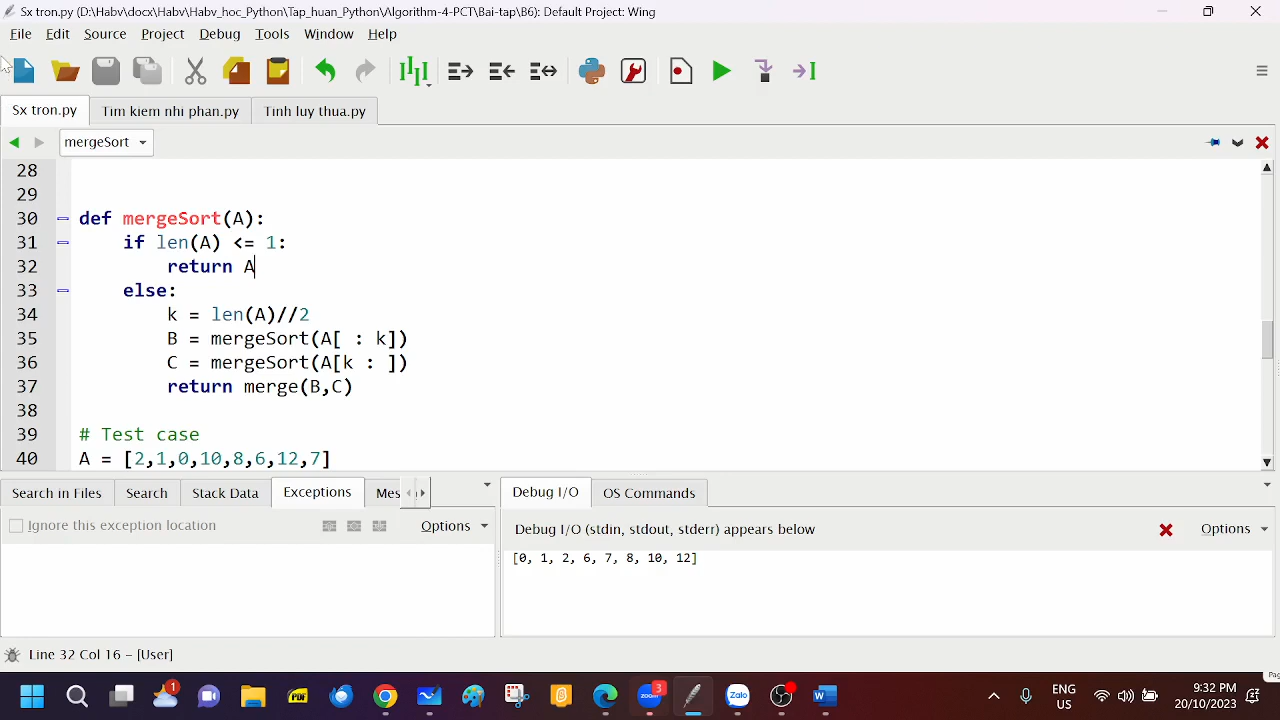 Sx tron.py (D:\Habv\docx\Habv\Habv_hoc_Python\Tap_huan_Python\Algorithm-4-PCT\Bai-tap\B6): Default Project: Wing
File Edit Source Project Debug Tools Window Help
Sx tron.py Tim kiem nhi phan.py Tinh luy thua.py
mergeSort
28
29
30 def mergeSort(A):
31 if len(A) <= 1:
32 return A
33 else:
34 k = len(A)//2
35 B = mergeSort(A[ : k])
36 C = mergeSort(A[k : ])
37 return merge(B,C)
38
39 # Test case
40 A = [2,1,0,10,8,6,12,7]
Search in Files Search Stack Data Exceptions Mes
Debug I/O OS Commands
Ignore this exception location Options
Debug I/O (stdin, stdout, stderr) appears below Options
[0, 1, 2, 6, 7, 8, 10, 12]
Line 32 Col 16 – [User]
1 PDF zoom 3 Zalo W
ENG
US
9:32 PM
20/10/2023
Pag